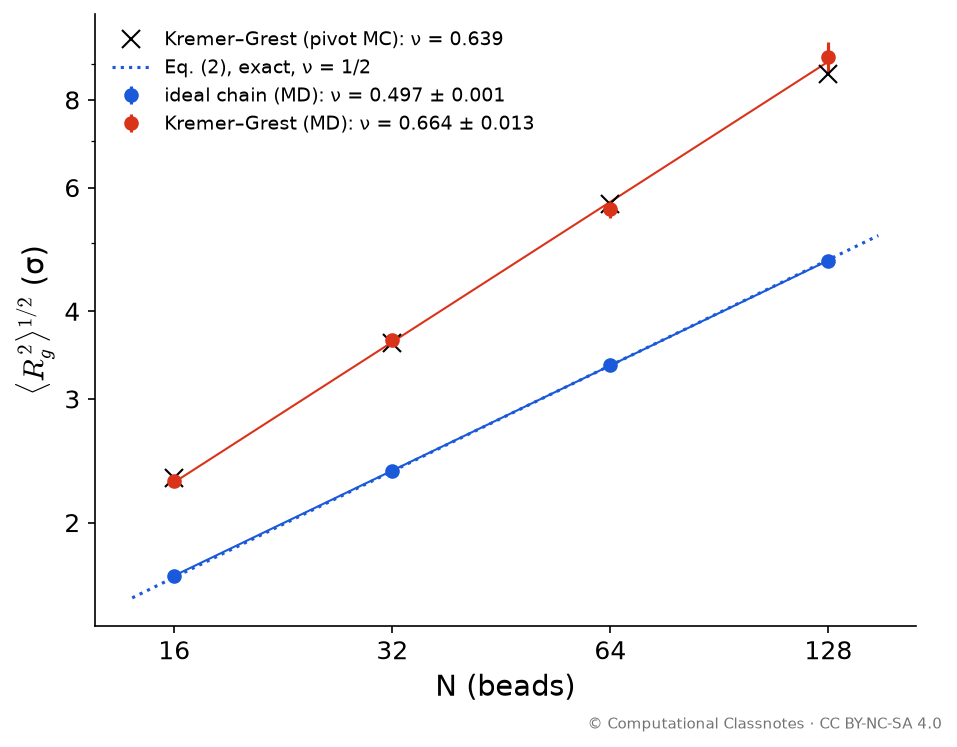 Kremer–Grest (pivot MC): ν = 0.639
Eq. (2), exact, ν = 1/2
ideal chain (MD): ν = 0.497 ± 0.001
Kremer–Grest (MD): ν = 0.664 ± 0.013
8
6
4
3
2
⟨R_g^2⟩^{1/2} (σ)
16 32 64 128
N (beads)
© Computational Classnotes · CC BY-NC-SA 4.0